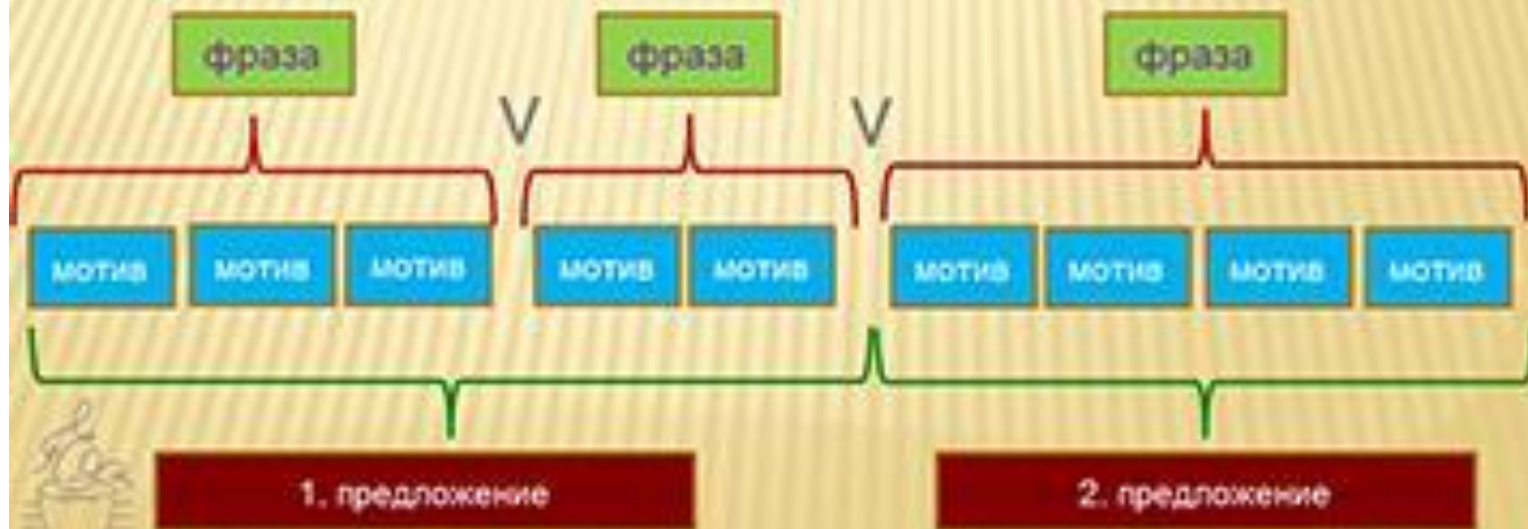 фраза фраза фраза
V V
мотив мотив мотив мотив мотив мотив мотив мотив мотив
1. предложение 2. предложение